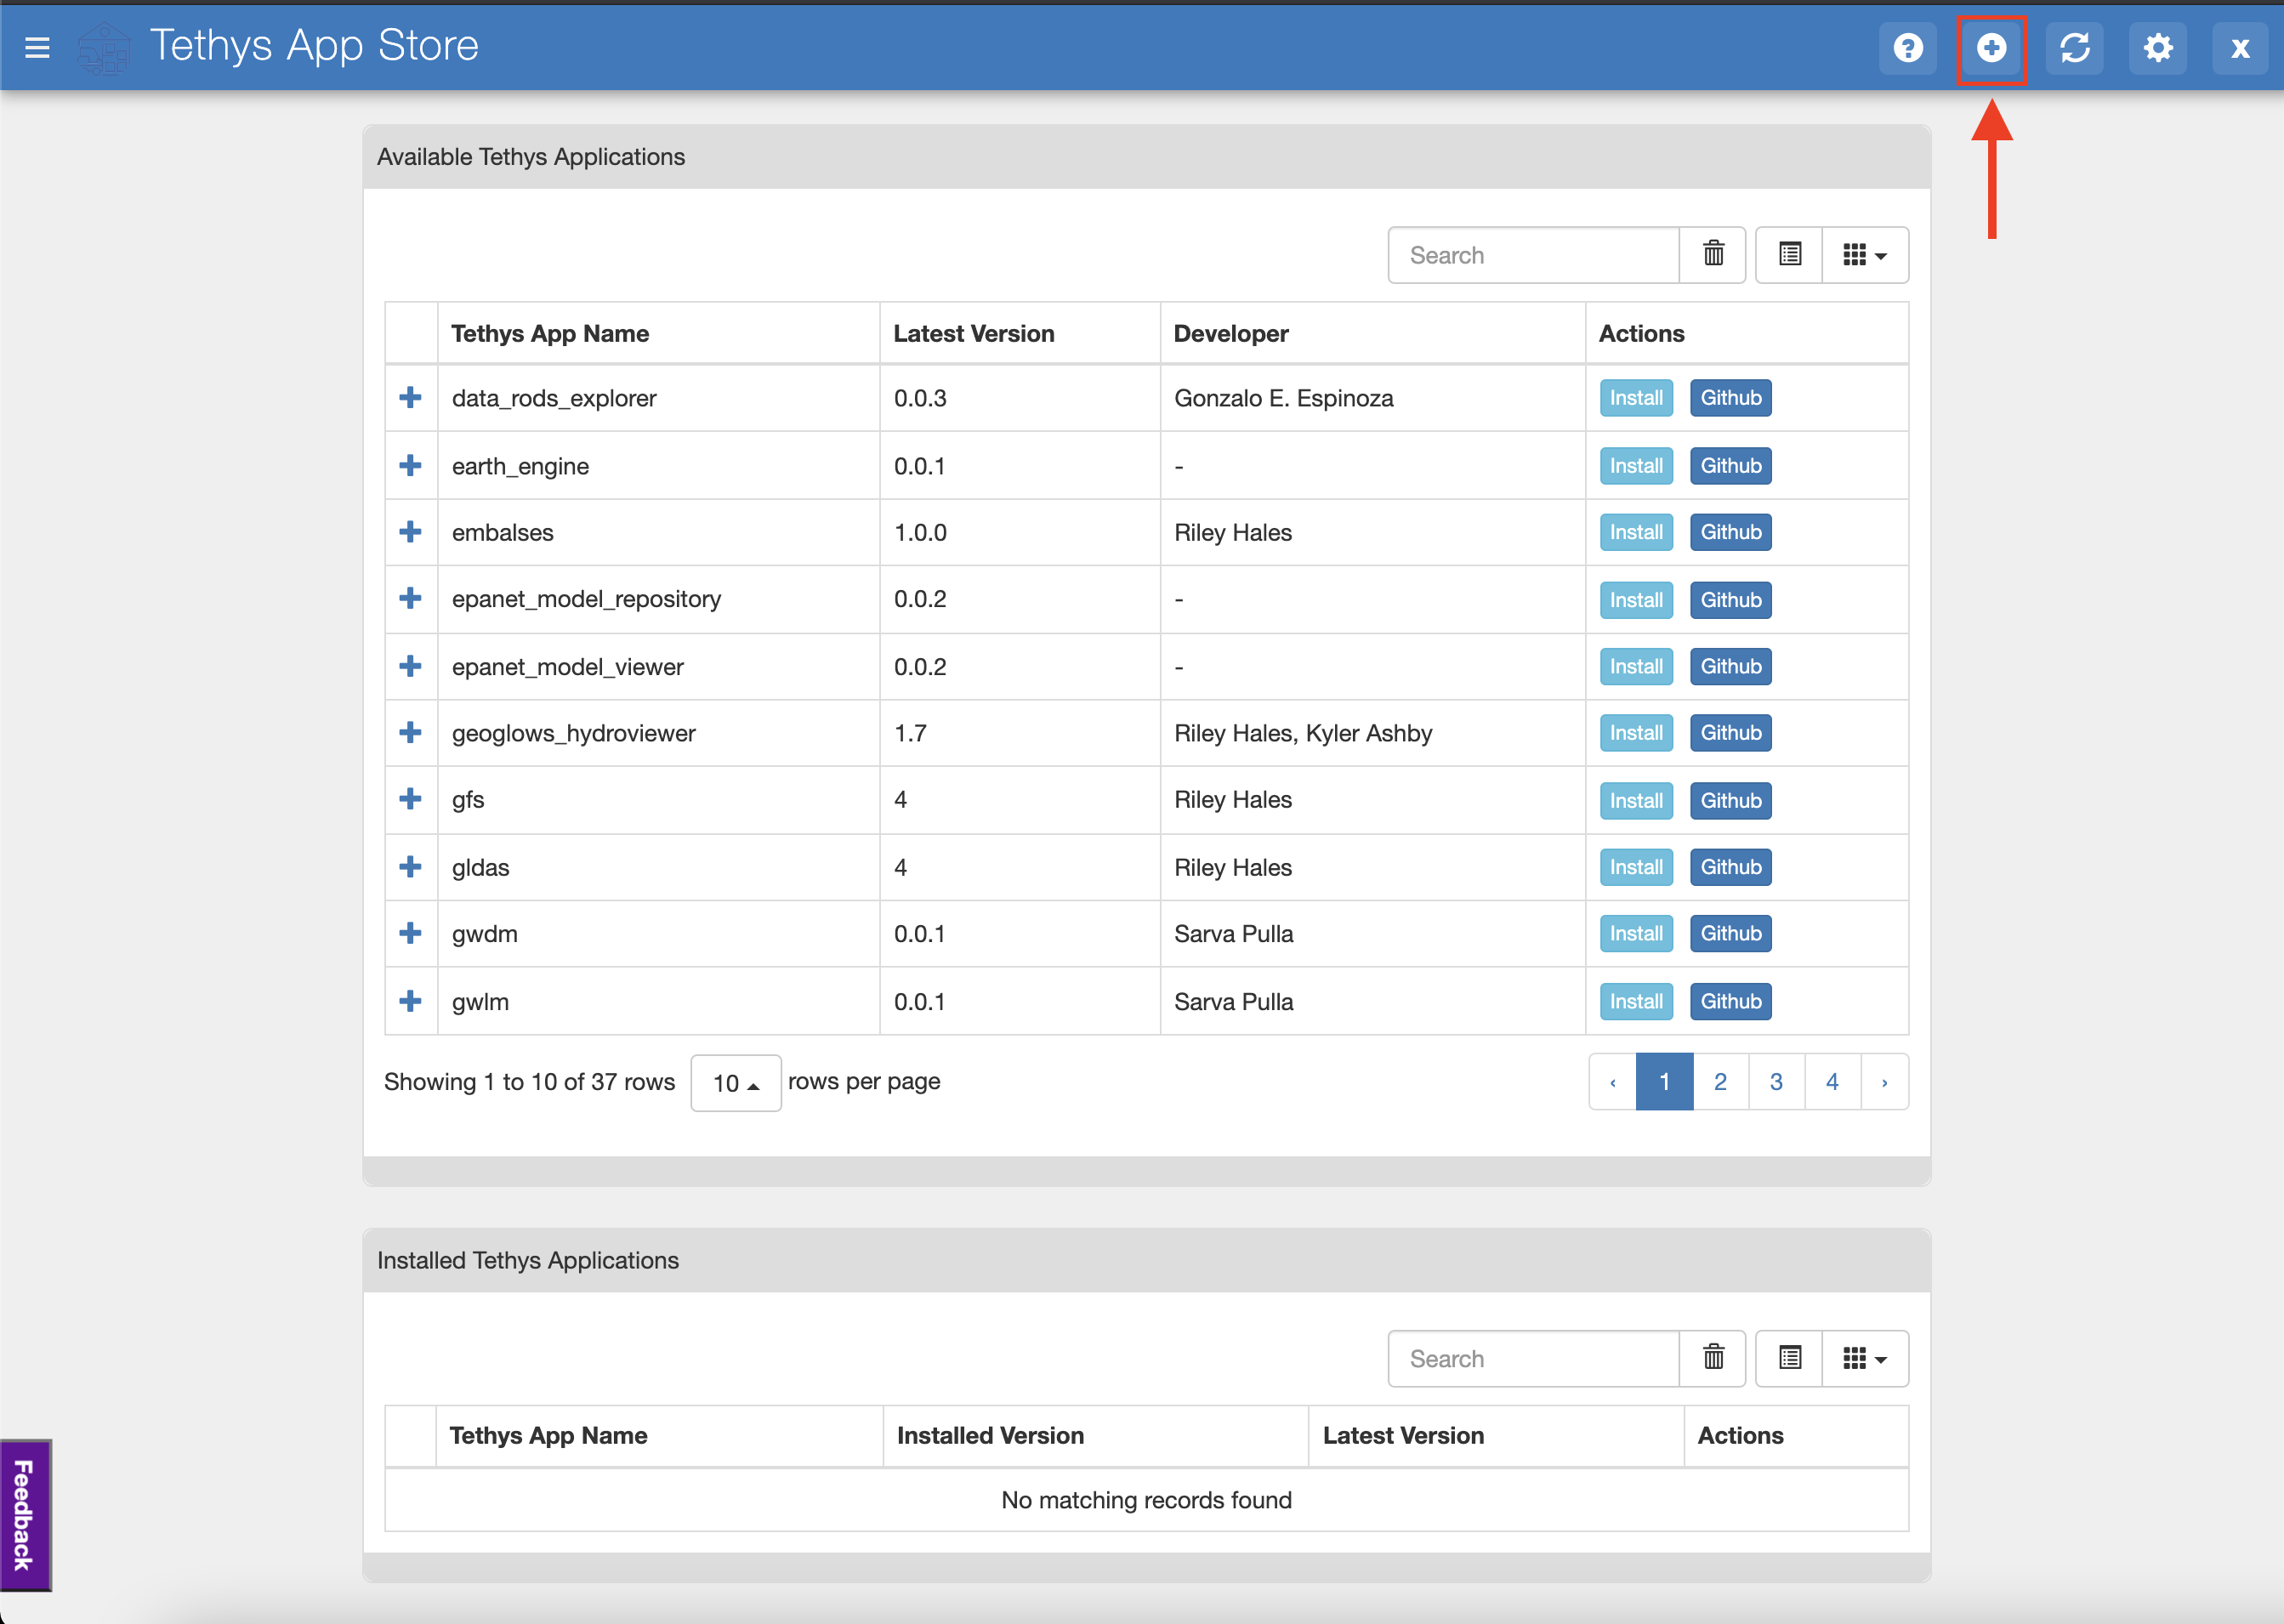 Tethys App Store
x
Available Tethys Applications
Search
Tethys App Name Latest Version Developer Actions
data_rods_explorer 0.0.3 Gonzalo E. Espinoza Install Github
earth_engine 0.0.1 - Install Github
embalses 1.0.0 Riley Hales Install Github
epanet_model_repository 0.0.2 - Install Github
epanet_model_viewer 0.0.2 - Install Github
geoglows_hydroviewer 1.7 Riley Hales, Kyler Ashby Install Github
gfs 4 Riley Hales Install Github
gldas 4 Riley Hales Install Github
gwdm 0.0.1 Sarva Pulla Install Github
gwlm 0.0.1 Sarva Pulla Install Github
Showing 1 to 10 of 37 rows 10 rows per page ‹ 1 2 3 4 ›
Installed Tethys Applications
Search
Tethys App Name Installed Version Latest Version Actions
No matching records found
Feedback